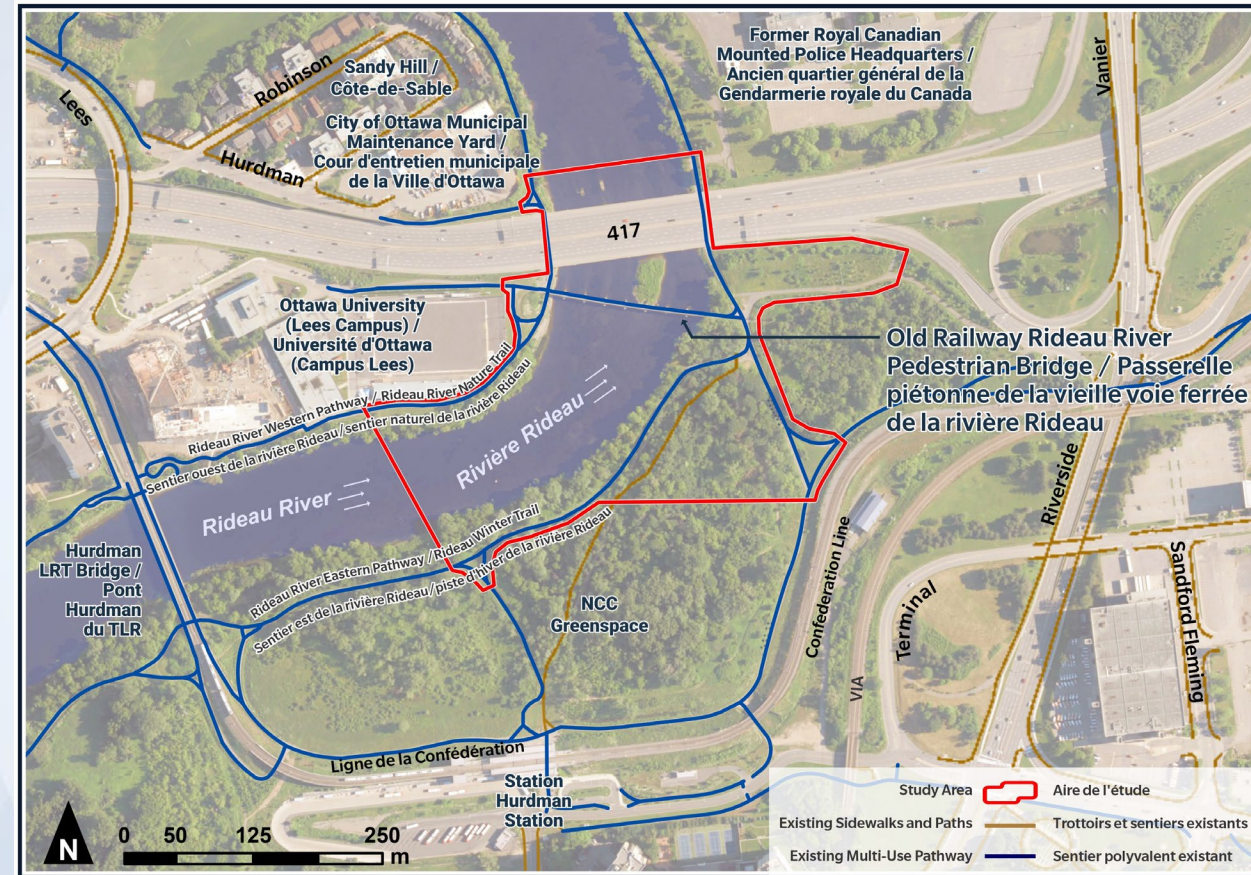 Former Royal Canadian
Mounted Police Headquarters /
Ancien quartier général de la
Gendarmerie royale du Canada
Vanier
Lees
Robinson
Sandy Hill /
Côte-de-Sable
City of Ottawa Municipal
Maintenance Yard /
Cour d'entretien municipale
de la Ville d'Ottawa
Hurdman
417
Ottawa University
(Lees Campus) /
Université d'Ottawa
(Campus Lees)
Old Railway Rideau River
Pedestrian Bridge / Passerelle
piétonne de la vieille voie ferrée
de la rivière Rideau
Rideau River Western Pathway / Rideau River Nature Trail
Sentier ouest de la rivière Rideau / sentier naturel de la rivière Rideau
Rivière Rideau
Rideau River
Riverside
Rideau River Eastern Pathway / Rideau Winter Trail
Sentier est de la rivière Rideau / piste d'hiver de la rivière Rideau
Hurdman
LRT Bridge /
Pont
Hurdman
du TLR
NCC
Greenspace
Confederation Line
Terminal
Sandford Fleming
VIA
Ligne de la Confédération
Station
Hurdman
Station
N
0 50 125 250
m
Study Area Aire de l'étude
Existing Sidewalks and Paths Trottoirs et sentiers existants
Existing Multi-Use Pathway Sentier polyvalent existant